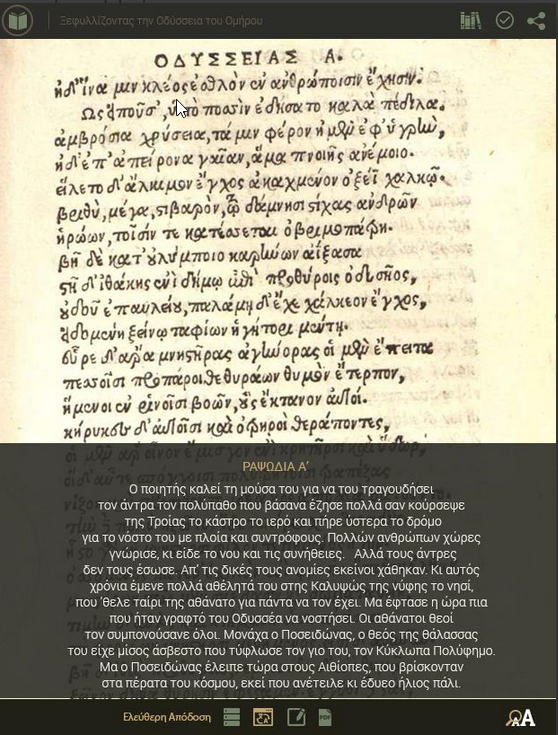 Ξεφυλλίζοντας την Οδύσσεια του Ομήρου
ΟΔΥΣΣΕΙΑΣ Α.
ἠδ' ἵνα μιν κλέος ἐσθλὸν ἐν ἀνθρώποισιν ἔχησιν.
Ὣς εἰποῦσ', ὑπὸ ποσσὶν ἐδήσατο καλὰ πέδιλα.
ἀμβρόσια χρύσεια, τά μιν φέρον ἠμὲν ἐφ' ὑγρὴν,
ἠδ' ἐπ' ἀπείρονα γαῖαν, ἅμα πνοιῇς ἀνέμοιο.
εἵλετο δ' ἄλκιμον ἔγχος ἀκαχμένον ὀξέϊ χαλκῷ.
βριθὺ, μέγα, στιβαρὸν, τῷ δάμνησι στίχας ἀνδρῶν
ἡρώων, τοῖσίν τε κοτέσσεται ὀβριμοπάτρη.
βῆ δὲ κατ' οὐλύμποιο καρήνων ἀΐξασα
στῆ δ' ἰθάκης ἐνὶ δήμῳ ἐπὶ προθύροις ὀδυσῆος,
οὐδοῦ ἐπ' αὐλείου, παλάμῃ δ' ἔχε χάλκεον ἔγχος,
εἰδομένη ξείνῳ ταφίων ἡγήτορι μέντῃ.
εὗρε δ' ἄρα μνηστῆρας ἀγήνορας οἱ μὲν ἔπειτα
πεσσοῖσι προπάροιθε θυράων θυμὸν ἔτερπον,
ἥμενοι ἐν ῥινοῖσι βοῶν, οὓς ἔκτανον αὐτοί.
κήρυκες δ' αὐτοῖσι καὶ ὀτρηροὶ θεράποντες,
ΡΑΨΩΔΙΑ Α'
Ο ποιητής καλεί τη μούσα του για να του τραγουδήσει
τον άντρα τον πολύπαθο που βάσανα έζησε πολλά σαν κούρσεψε
της Τροίας το κάστρο το ιερό και πήρε ύστερα το δρόμο
για το νόστο του με πλοία και συντρόφους. Πολλών ανθρώπων χώρες
γνώρισε, κι είδε το νου και τις συνήθειες. Αλλά τους άντρες
δεν τους έσωσε. Απ' τις δικές τους ανομίες εκείνοι χάθηκαν. Κι αυτός
χρόνια έμεινε πολλά αθέλητά του στης Καλυψώς της νύφης το νησί,
που 'θελε ταίρι της αθάνατο για πάντα να τον έχει. Μα έφτασε η ώρα πια
που ήταν γραφτό του Οδυσσέα να νοστήσει. Οι αθάνατοι θεοί
τον συμπονούσανε όλοι. Μονάχα ο Ποσειδώνας, ο θεός της θάλασσας
του είχε μίσος άσβεστο που τύφλωσε τον γιο του, τον Κύκλωπα Πολύφημο.
Μα ο Ποσειδώνας έλειπε τώρα στους Αιθίοπες, που βρίσκονταν
στα πέρατα του κόσμου, εκεί που ανέτειλε κι έδυεο ήλιος πάλι.
Ελεύθερη Απόδοση
PDF
AA